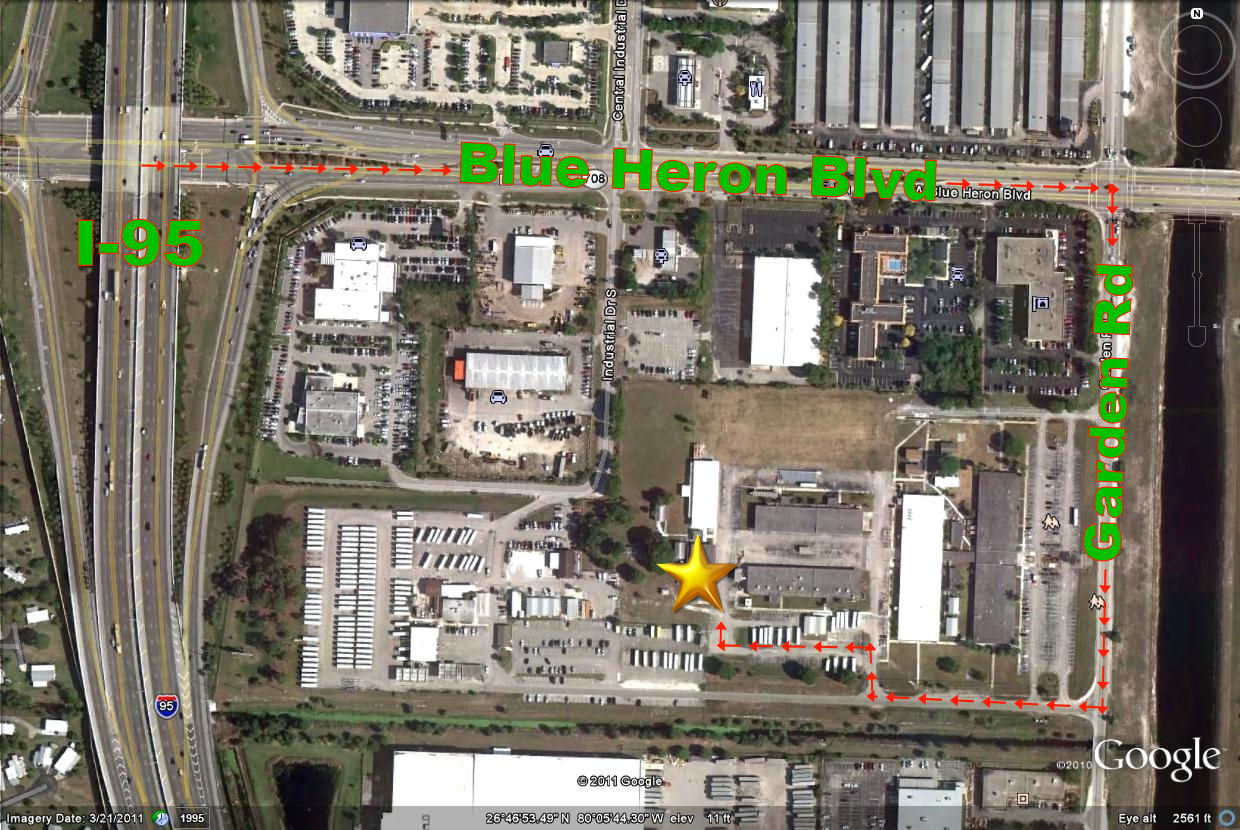 N
Central Industrial D
Blue Heron Blvd
708
Blue Heron Blvd
I-95
Industrial Dr S
Garden Rd
95
Google
©2010
© 2011 Google
Imagery Date: 3/21/2011 1995 26°46'53.49" N 80°05'44.30" W elev 11 ft Eye alt 2561 ft